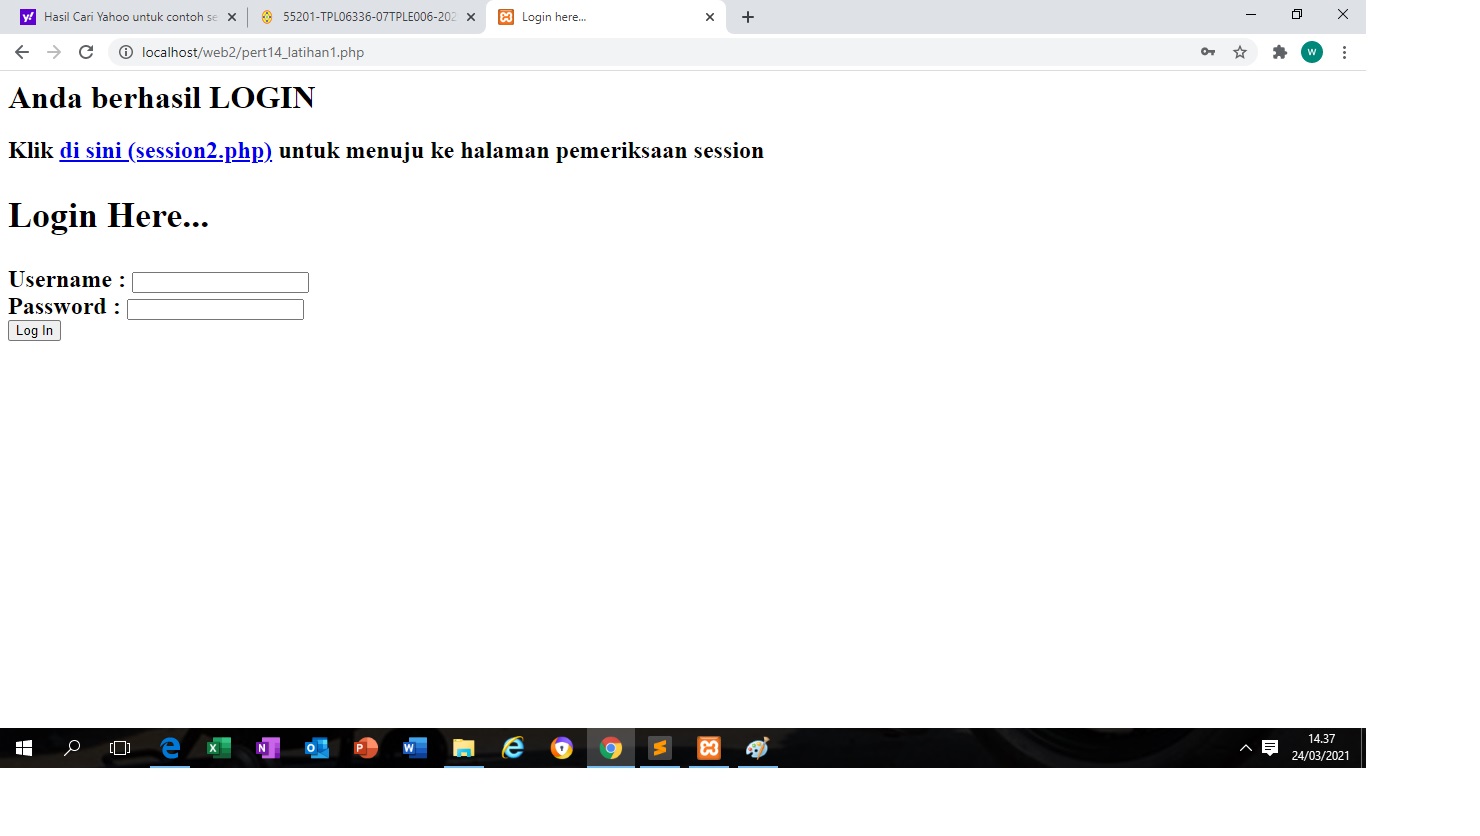 Hasil Cari Yahoo untuk contoh se
55201-TPL06336-07TPLE006-202
Login here...
localhost/web2/pert14_latihan1.php
W
Anda berhasil LOGIN
Klik di sini (session2.php) untuk menuju ke halaman pemeriksaan session
Login Here...
Username :
Password :
Log In
14.37
24/03/2021